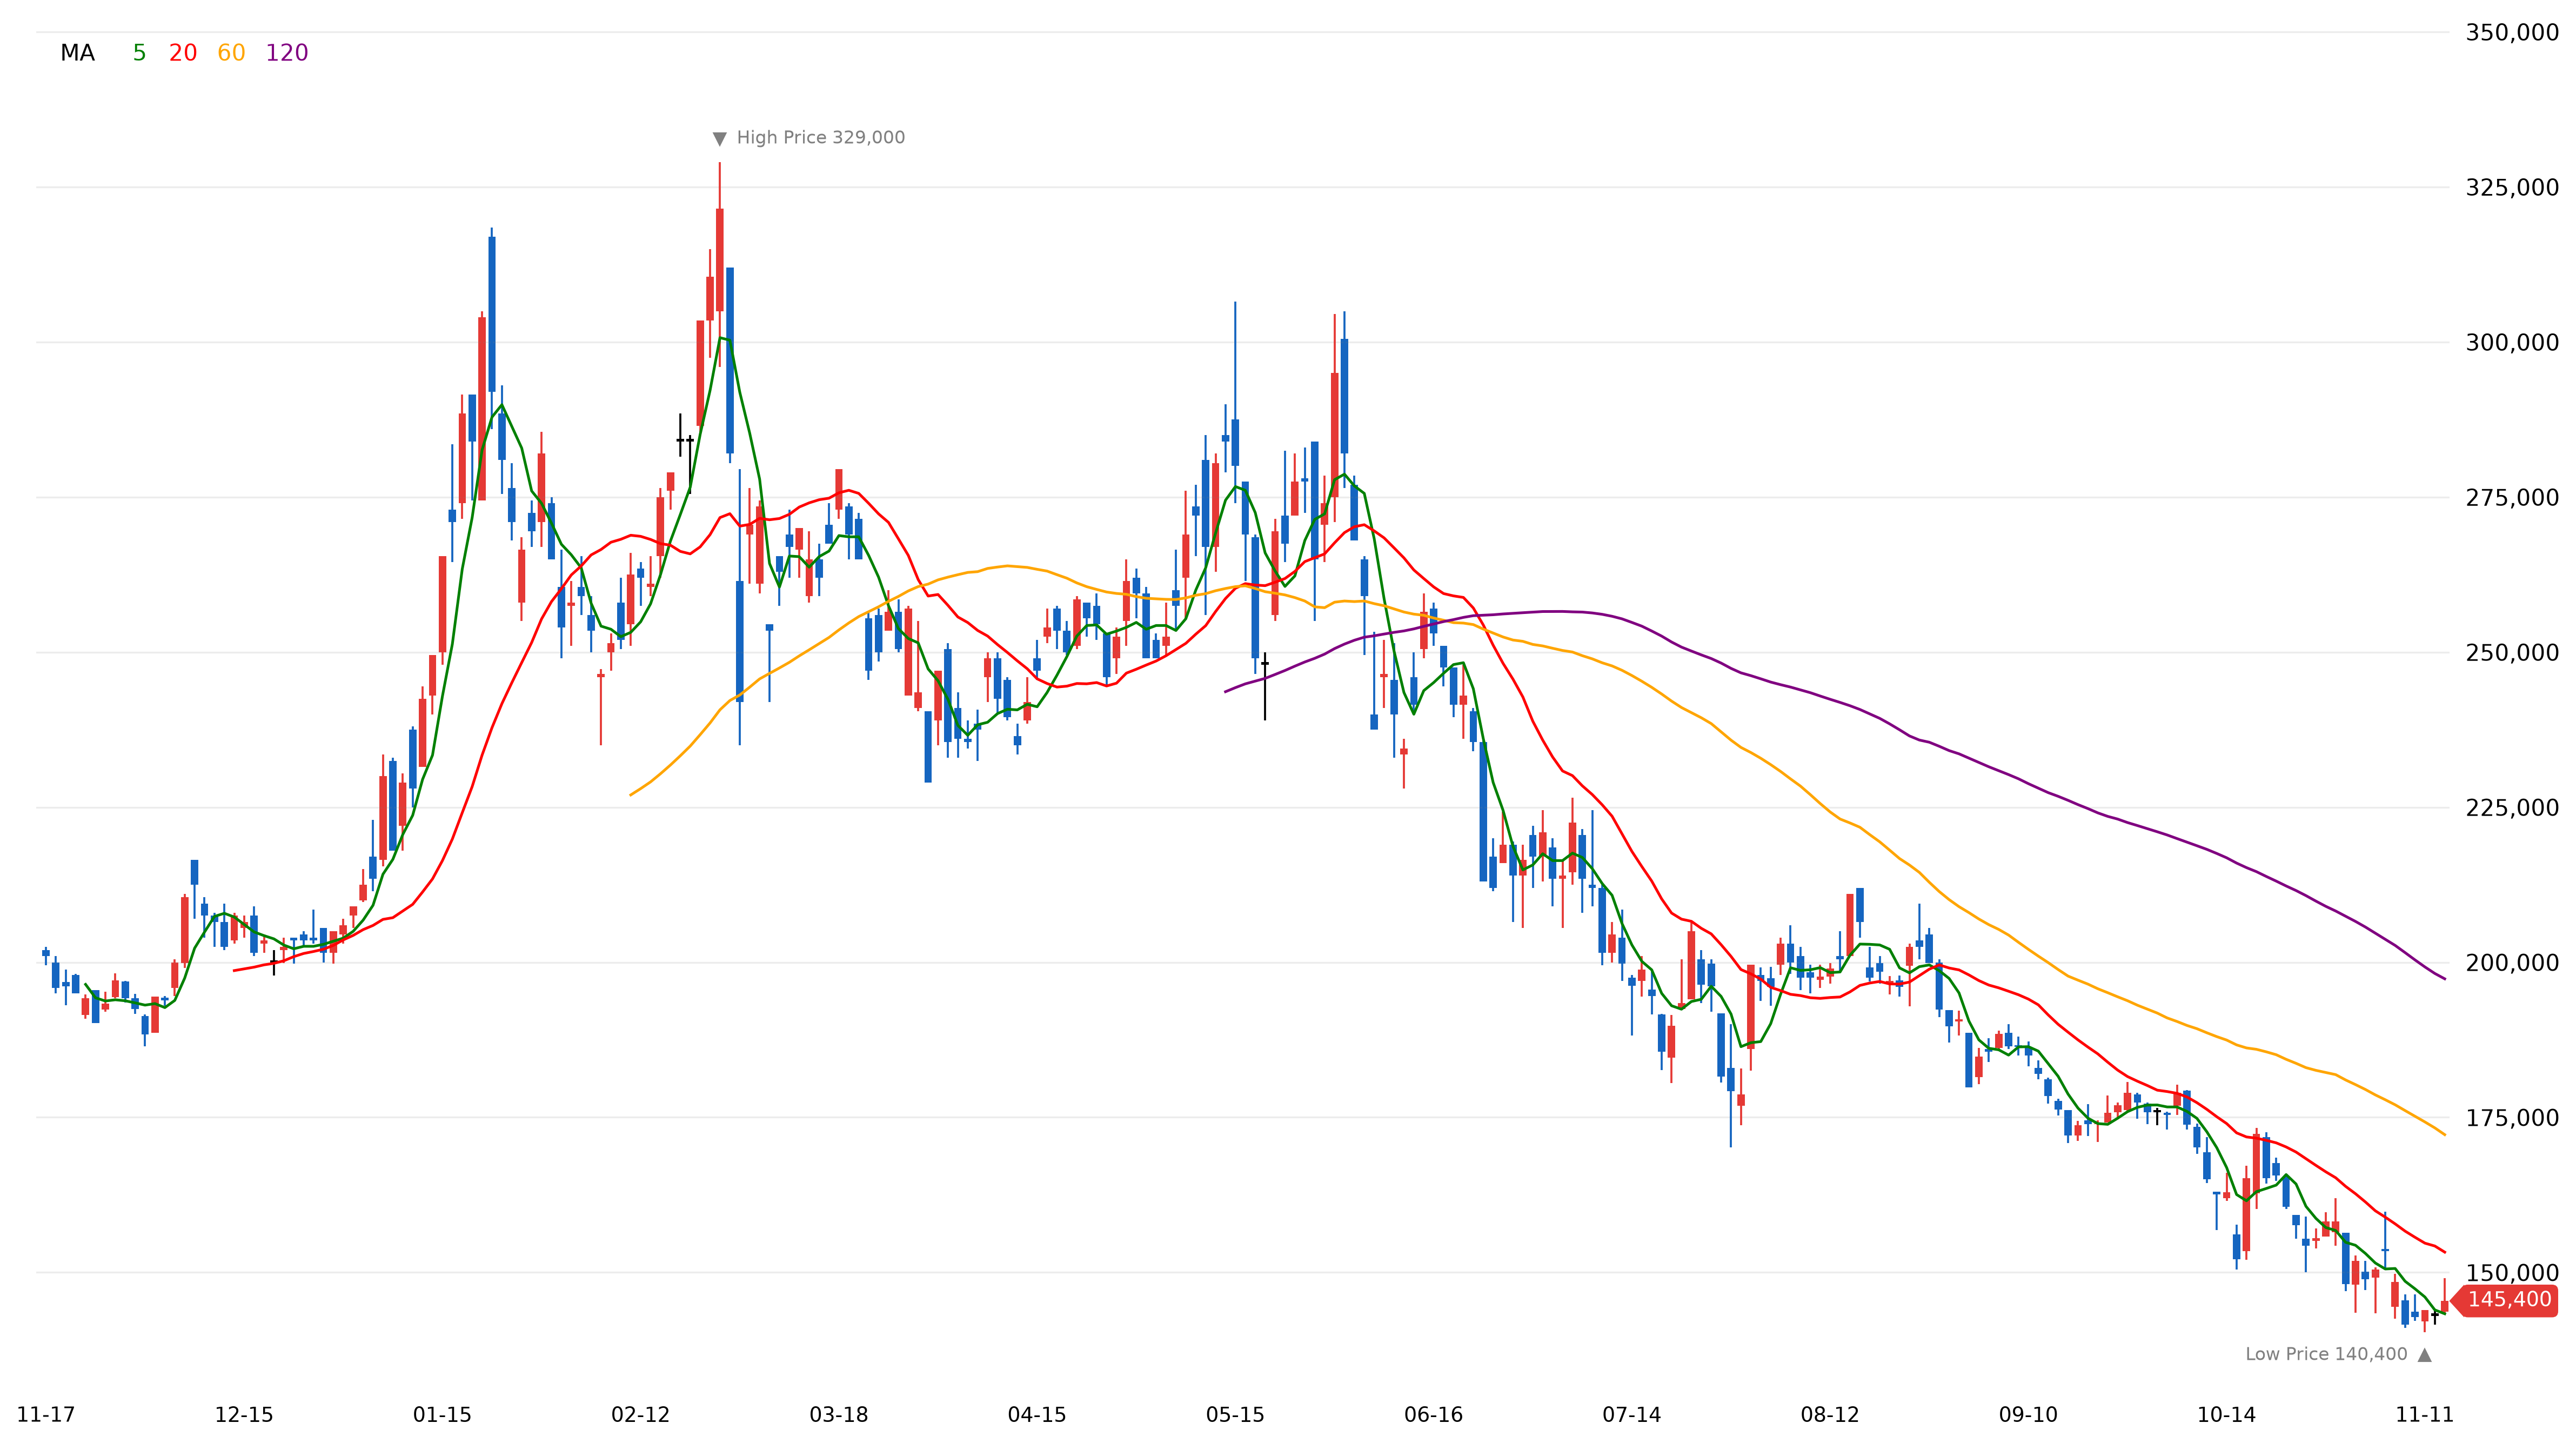 350,000
MA 5 20 60 120
▼ High Price 329,000
325,000
300,000
275,000
250,000
225,000
200,000
175,000
150,000
145,400
Low Price 140,400 ▲
11-17 12-15 01-15 02-12 03-18 04-15 05-15 06-16 07-14 08-12 09-10 10-14 11-11